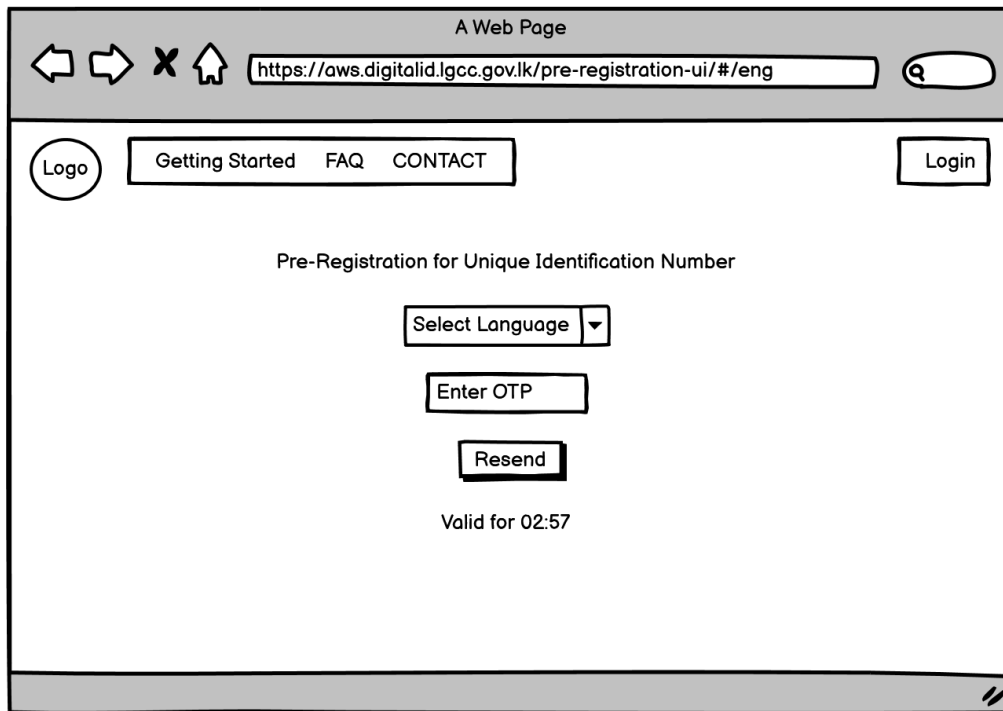 A Web Page
https://aws.digitalid.lgcc.gov.lk/pre-registration-ui/#/eng
Logo
Getting Started FAQ CONTACT
Login
Pre-Registration for Unique Identification Number
Select Language
Enter OTP
Resend
Valid for 02:57